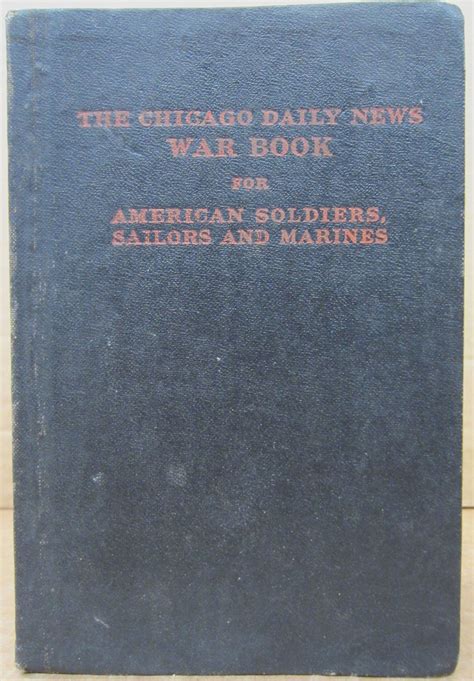 THE CHICAGO DAILY NEWS
WAR BOOK
FOR
AMERICAN SOLDIERS,
SAILORS AND MARINES